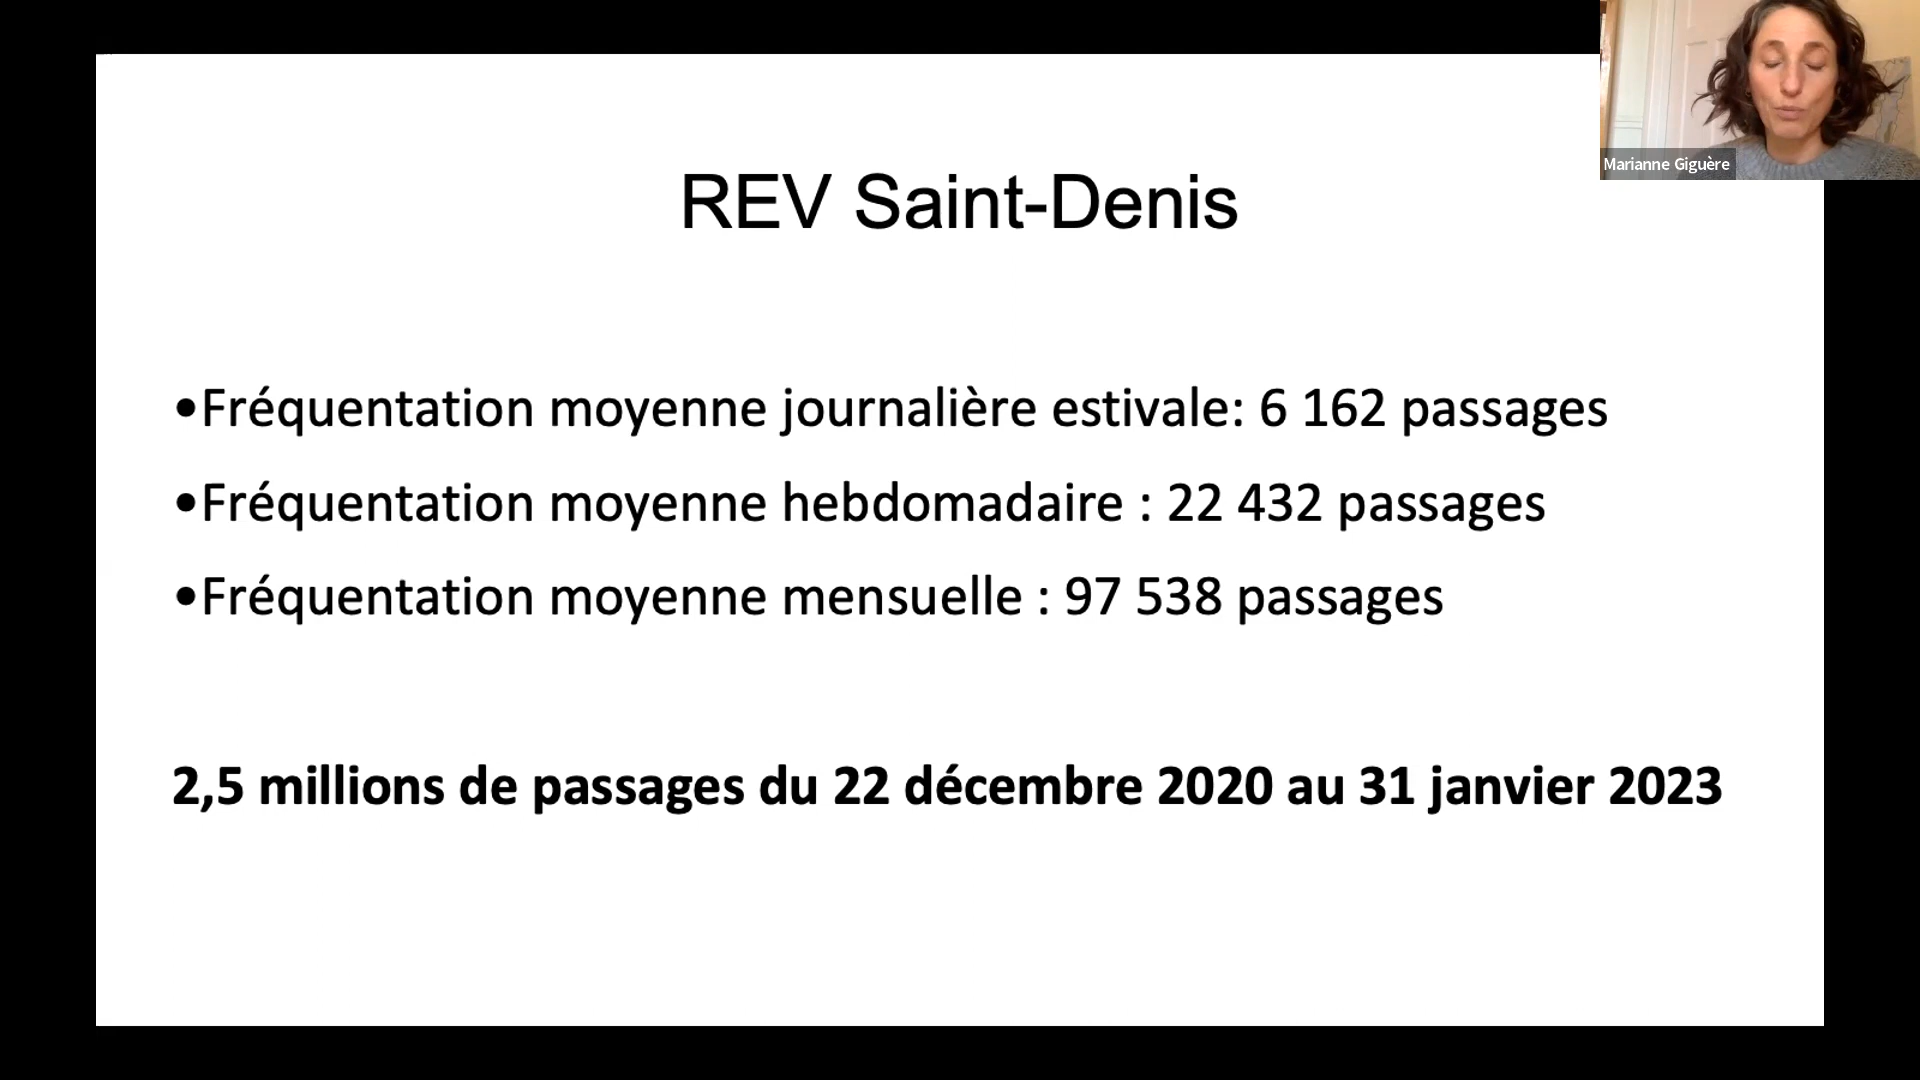 Marianne Giguère
REV Saint-Denis
•Fréquentation moyenne journalière estivale: 6 162 passages
•Fréquentation moyenne hebdomadaire : 22 432 passages
•Fréquentation moyenne mensuelle : 97 538 passages
2,5 millions de passages du 22 décembre 2020 au 31 janvier 2023